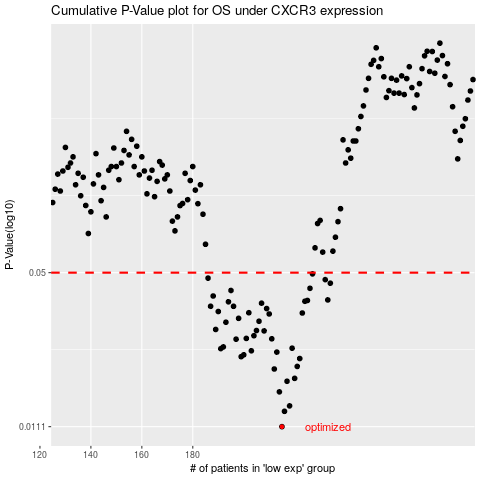 Cumulative P-Value plot for OS under CXCR3 expression
P-Value(log10)
0.05
0.0111
optimized
120 140 160 180
# of patients in 'low exp' group